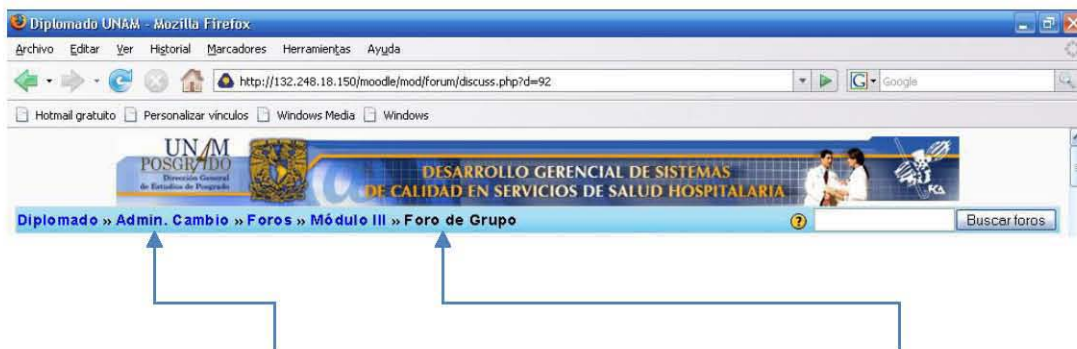 Diplomado UNAM - Mozilla Firefox
Archivo Editar Ver Historial Marcadores Herramientas Ayuda
http://132.248.18.150/moodle/mod/forum/discuss.php?d=92
G Google
Hotmail gratuito Personalizar vínculos Windows Media Windows
UNAM
POSGRADO
Dirección General
de Estudios de Posgrado
DESARROLLO GERENCIAL DE SISTEMAS
DE CALIDAD EN SERVICIOS DE SALUD HOSPITALARIA
FCA
Diplomado » Admin. Cambio » Foros » Módulo III » Foro de Grupo
? Buscar foros